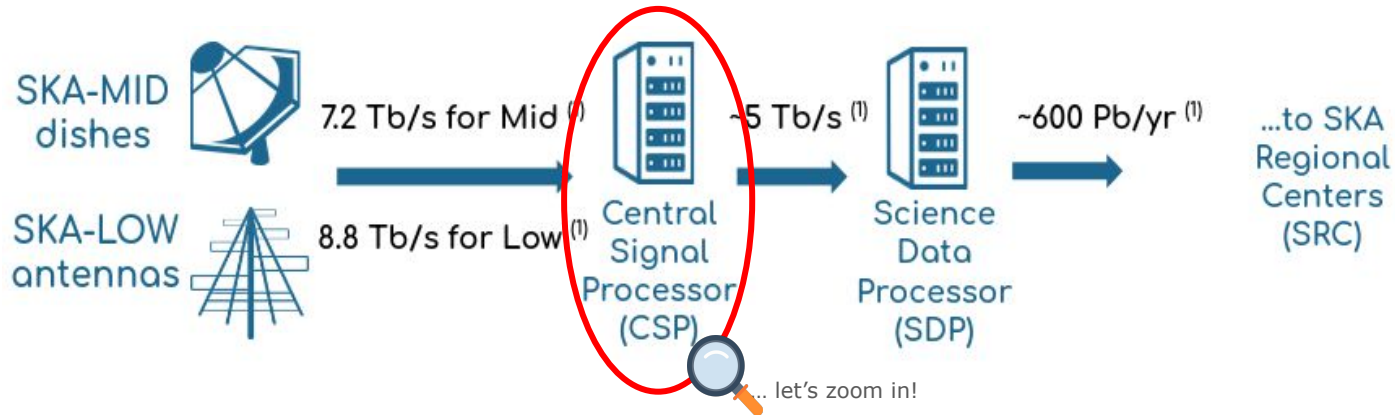 SKA-MID
dishes
7.2 Tb/s for Mid (1)
SKA-LOW
antennas
8.8 Tb/s for Low (1)
Central
Signal
Processor
(CSP)
~5 Tb/s (1)
Science
Data
Processor
(SDP)
~600 Pb/yr (1)
...to SKA
Regional
Centers
(SRC)
... let's zoom in!